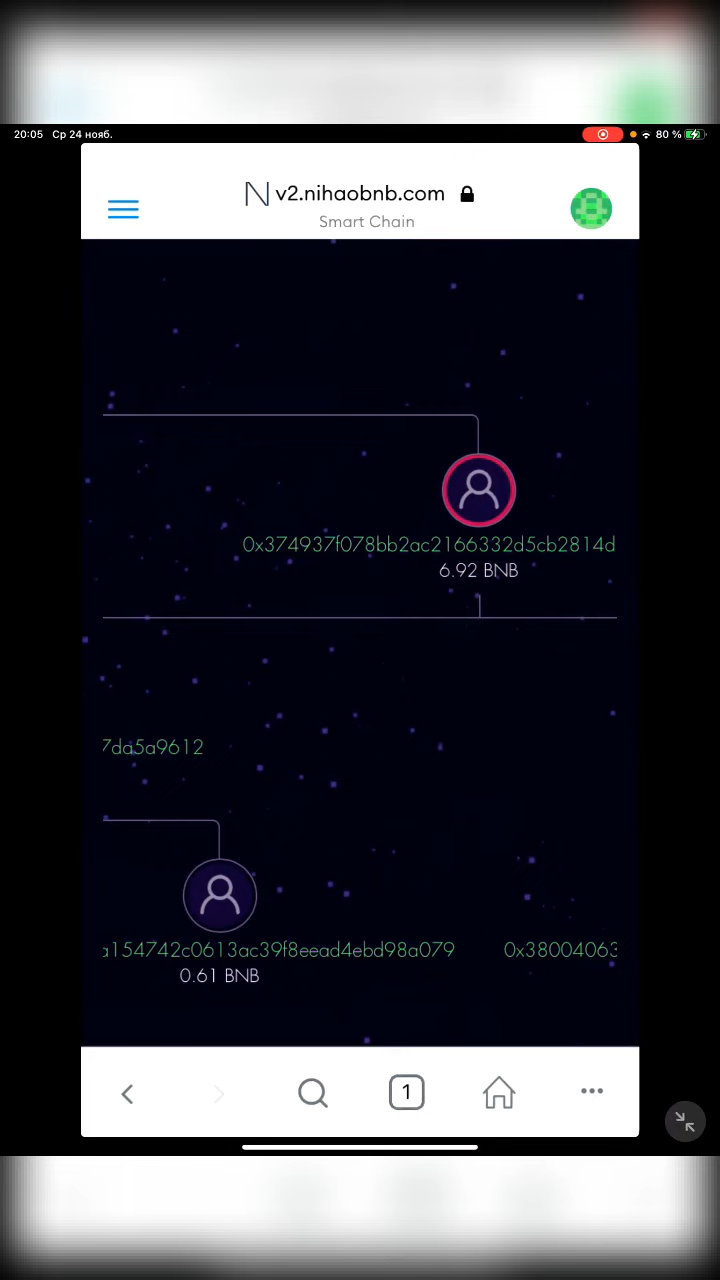 20:05 Ср 24 нояб. 80 %
N v2.nihaobnb.com
Smart Chain
0x374937f078bb2ac2166332d5cb2814d
6.92 BNB
7da5a9612
a154742c0613ac39f8eead4ebd98a079 0x38004063
0.61 BNB
1